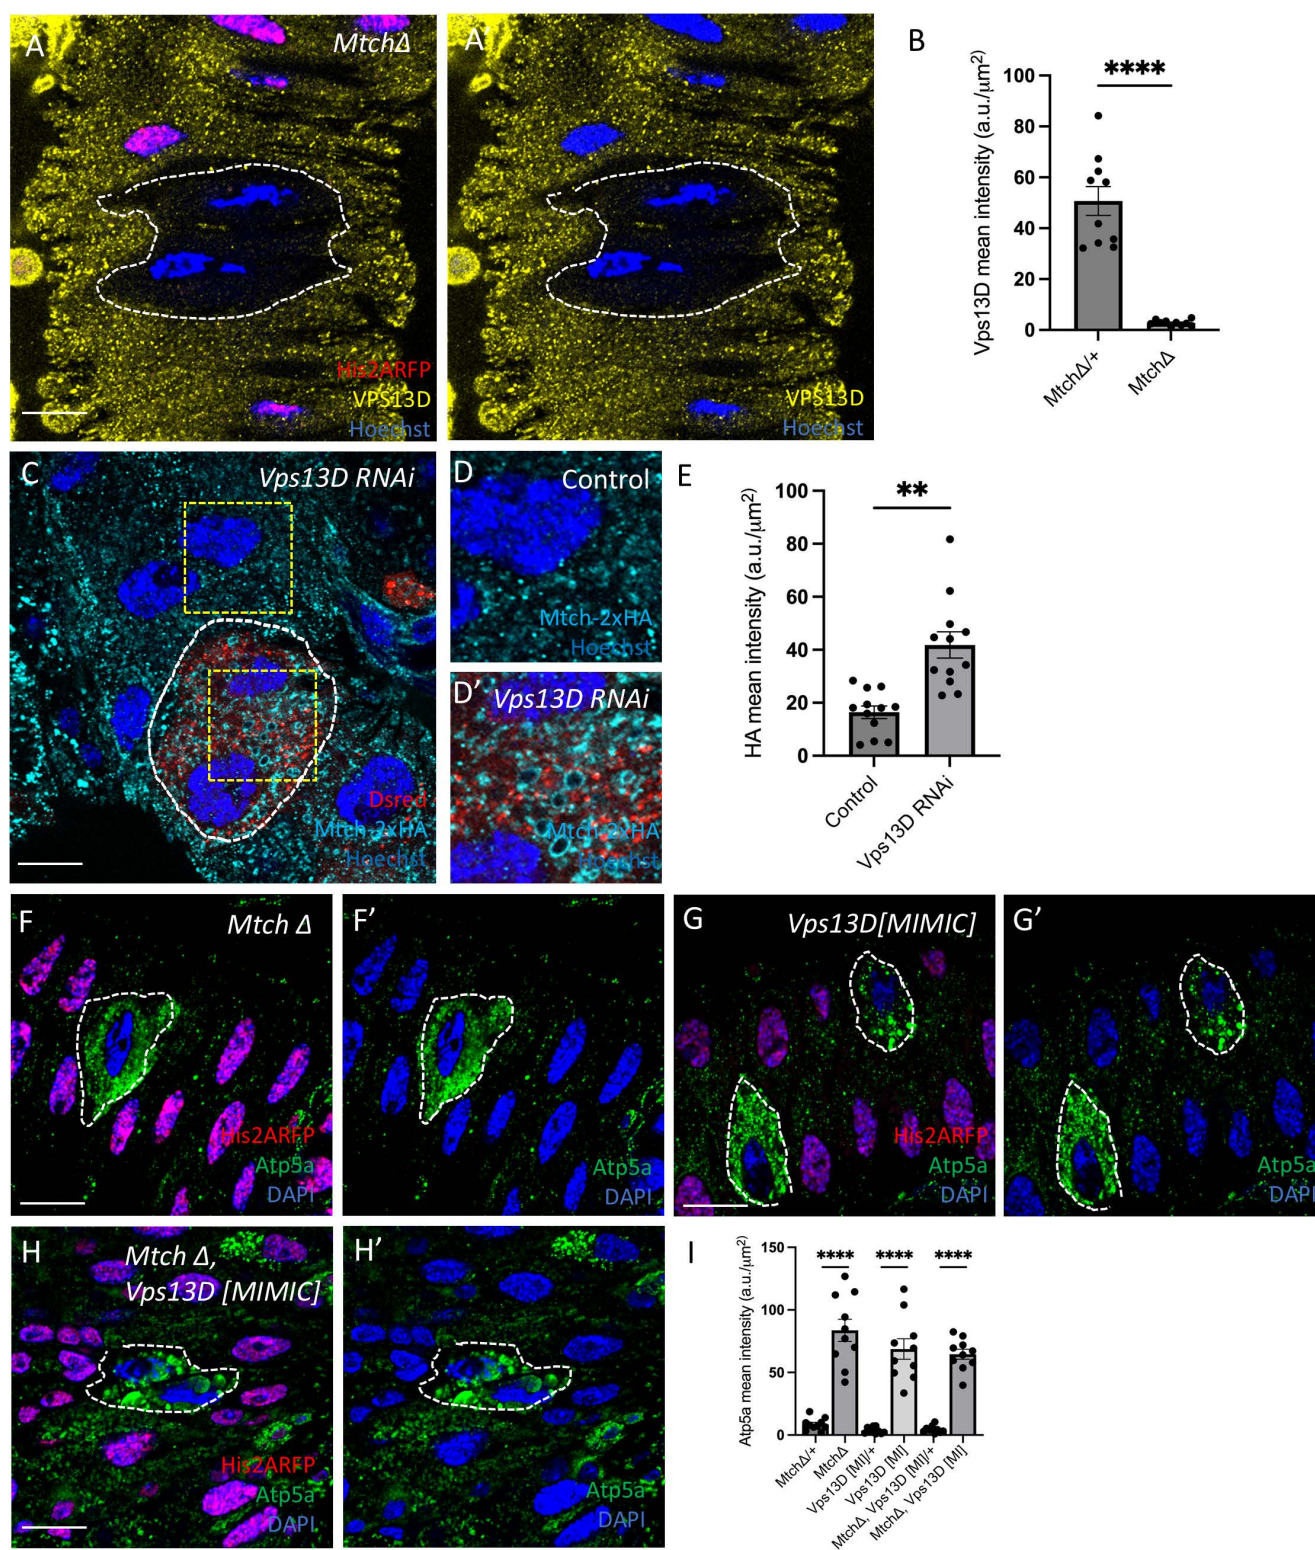 A
MtchΔ
His2ARFP
VPS13D
Hoechst
A
VPS13D
Hoechst
B
Vps13D mean intensity (a.u./μm²)
100
80
60
40
20
0
****
MtchΔ/+
MtchΔ
C
Vps13D RNAi
Dsred
Mtch-2xHA
Hoechst
D
Control
Mtch-2xHA
Hoechst
D’
Vps13D RNAi
Mtch-2xHA
Hoechst
E
HA mean intensity (a.u./μm²)
100
80
60
40
20
0
**
Control
Vps13D RNAi
F
Mtch Δ
His2ARFP
Atp5a
DAPI
F’
Atp5a
DAPI
G
Vps13D[MIMIC]
His2ARFP
Atp5a
DAPI
G’
Atp5a
DAPI
H
Mtch Δ,
Vps13D [MIMIC]
His2ARFP
Atp5a
DAPI
H’
Atp5a
DAPI
I
Atp5a mean intensity (a.u./μm²)
150
100
50
0
**** **** ****
MtchΔ/+
MtchΔ
Vps13D [MI]/+
Vps13D [MI]
MtchΔ, Vps13D [MI]/+
MtchΔ, Vps13D [MI]